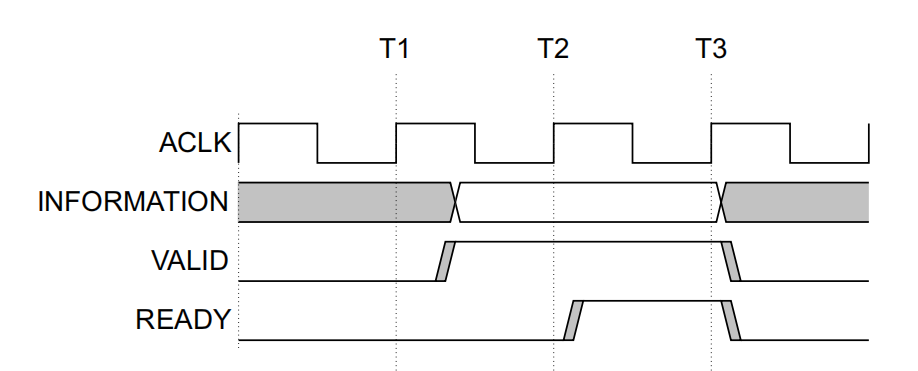 T1 T2 T3
ACLK
INFORMATION
VALID
READY